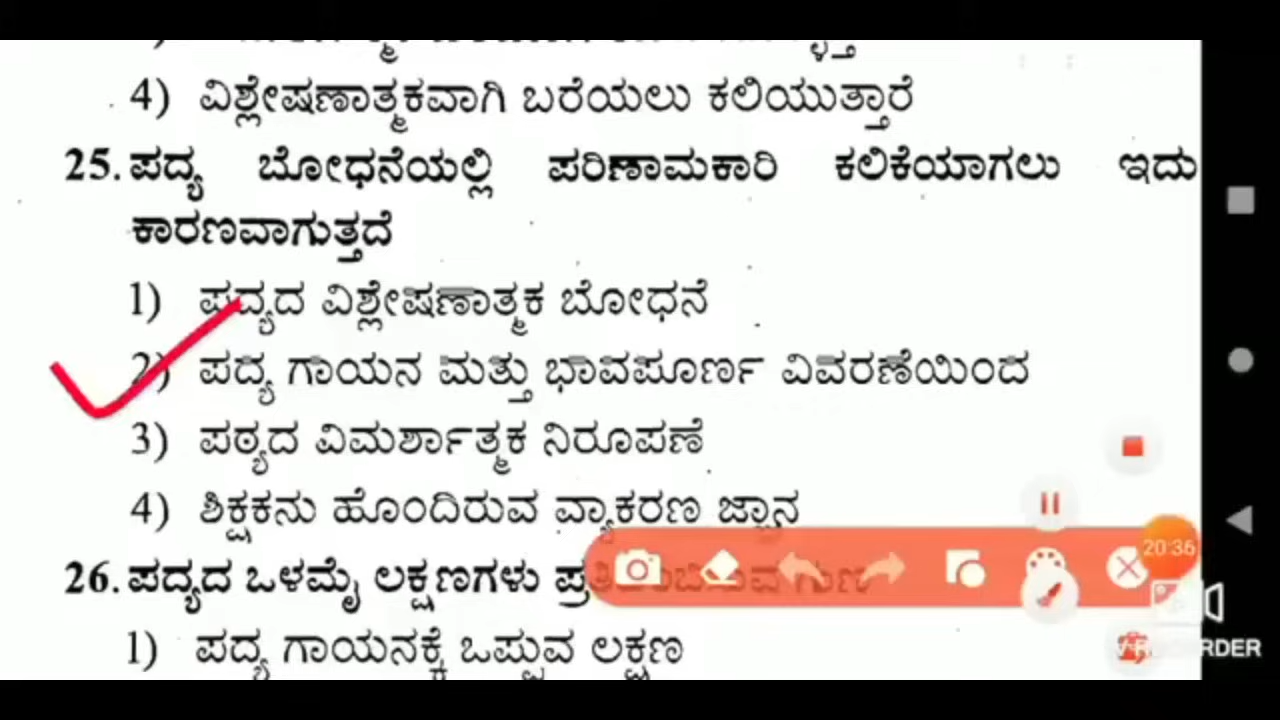 4) ವಿಶ್ಲೇಷಣಾತ್ಮಕವಾಗಿ ಬರೆಯಲು ಕಲಿಯುತ್ತಾರೆ
25. ಪದ್ಯ ಬೋಧನೆಯಲ್ಲಿ ಪರಿಣಾಮಕಾರಿ ಕಲಿಕೆಯಾಗಲು ಇದು
ಕಾರಣವಾಗುತ್ತದೆ
1) ಪದ್ಯದ ವಿಶ್ಲೇಷಣಾತ್ಮಕ ಬೋಧನೆ
2) ಪದ್ಯ ಗಾಯನ ಮತ್ತು ಭಾವಪೂರ್ಣ ವಿವರಣೆಯಿಂದ
3) ಪಠ್ಯದ ವಿಮರ್ಶಾತ್ಮಕ ನಿರೂಪಣೆ
4) ಶಿಕ್ಷಕನು ಹೊಂದಿರುವ ವ್ಯಾಕರಣ ಜ್ಞಾನ
20:36
26. ಪದ್ಯದ ಒಳಮೈ ಲಕ್ಷಣಗಳು ಗುಣ
1) ಪದ್ಯ ಗಾಯನಕ್ಕೆ ಒಪ್ಪುವ ಲಕ್ಷಣ